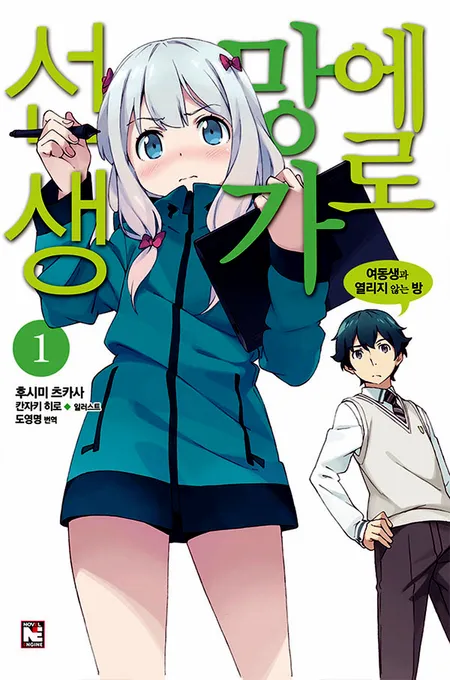 에로
망가
선생
여동생과
열리지 않는 방
1
후시미 츠카사
칸자키 히로 ◆ 일러스트
도영명 번역
NOVEL
NE
ENGINE